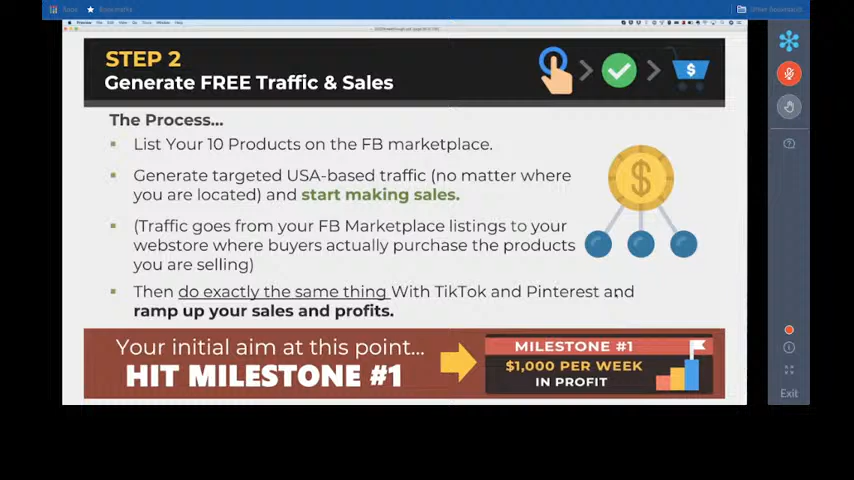 Apps
Bookmarks
Other Bookmarks
STEP 2
Generate FREE Traffic & Sales
$
The Process...
List Your 10 Products on the FB marketplace.
Generate targeted USA-based traffic (no matter where
you are located) and start making sales.
(Traffic goes from your FB Marketplace listings to your
webstore where buyers actually purchase the products
you are selling)
$
Then do exactly the same thing With TikTok and Pinterest and
ramp up your sales and profits.
Your initial aim at this point...
HIT MILESTONE #1
MILESTONE #1
$1,000 PER WEEK
IN PROFIT
Exit